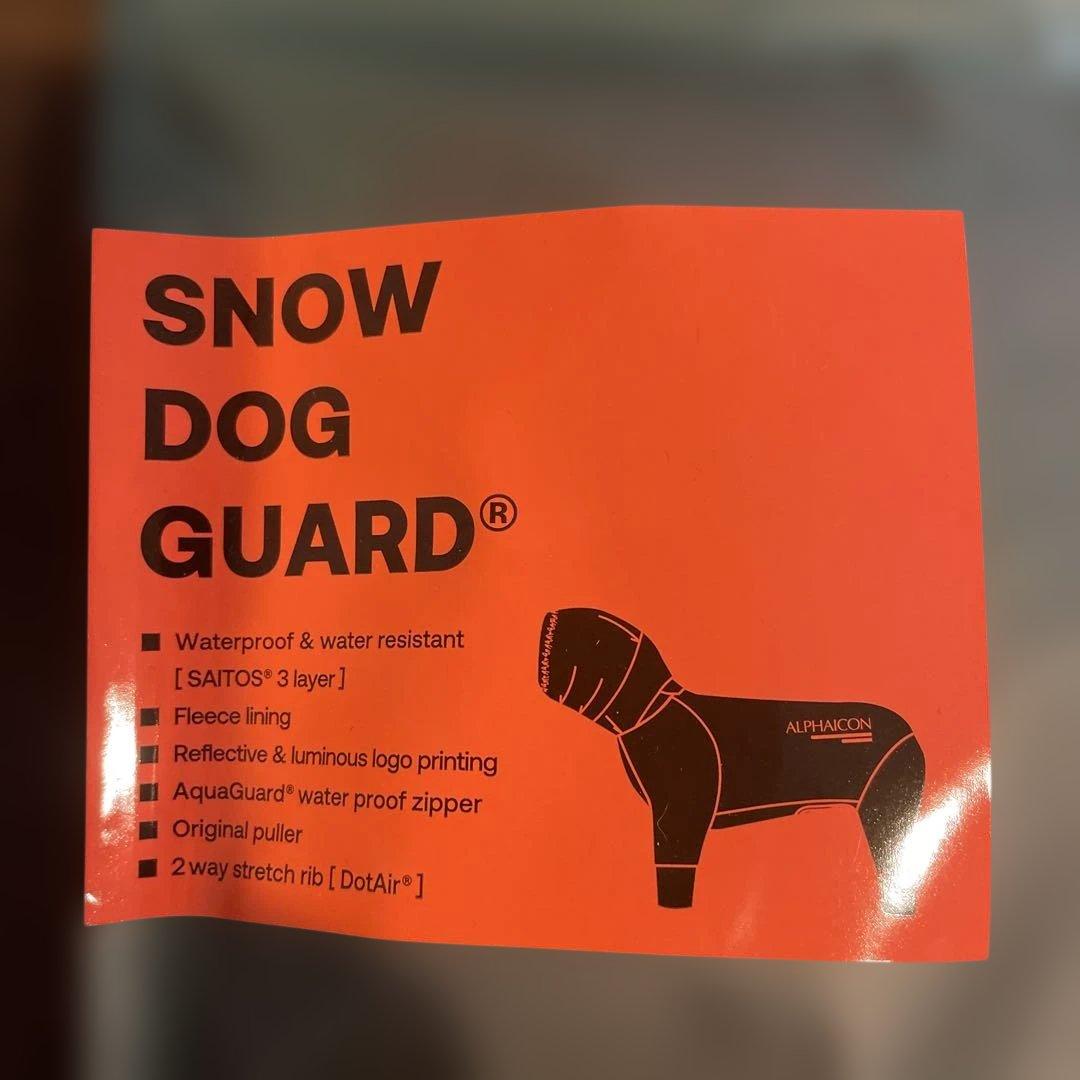 SNOW
DOG
GUARD®
■ Waterproof & water resistant
[ SAITOS® 3 layer ]
■ Fleece lining
■ Reflective & luminous logo printing
■ AquaGuard® water proof zipper
■ Original puller
■ 2 way stretch rib [ DotAir® ]
ALPHAICON